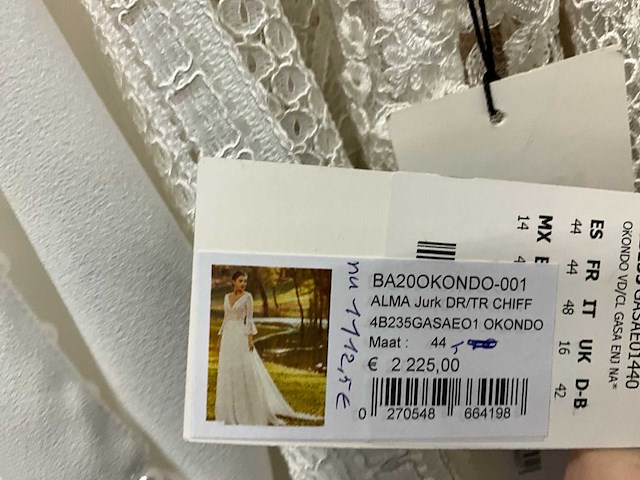 BA20OKONDO-001
ALMA Jurk DR/TR CHIFF
4B235GASAEO1 OKONDO
Maat : 44
€ 2 225,00
0 270548 664198
nu 1112,5€
ES FR IT UK D-B
44 44 48 16 42
MX
14
OKONDO VD/CL GASA ENJ NA*